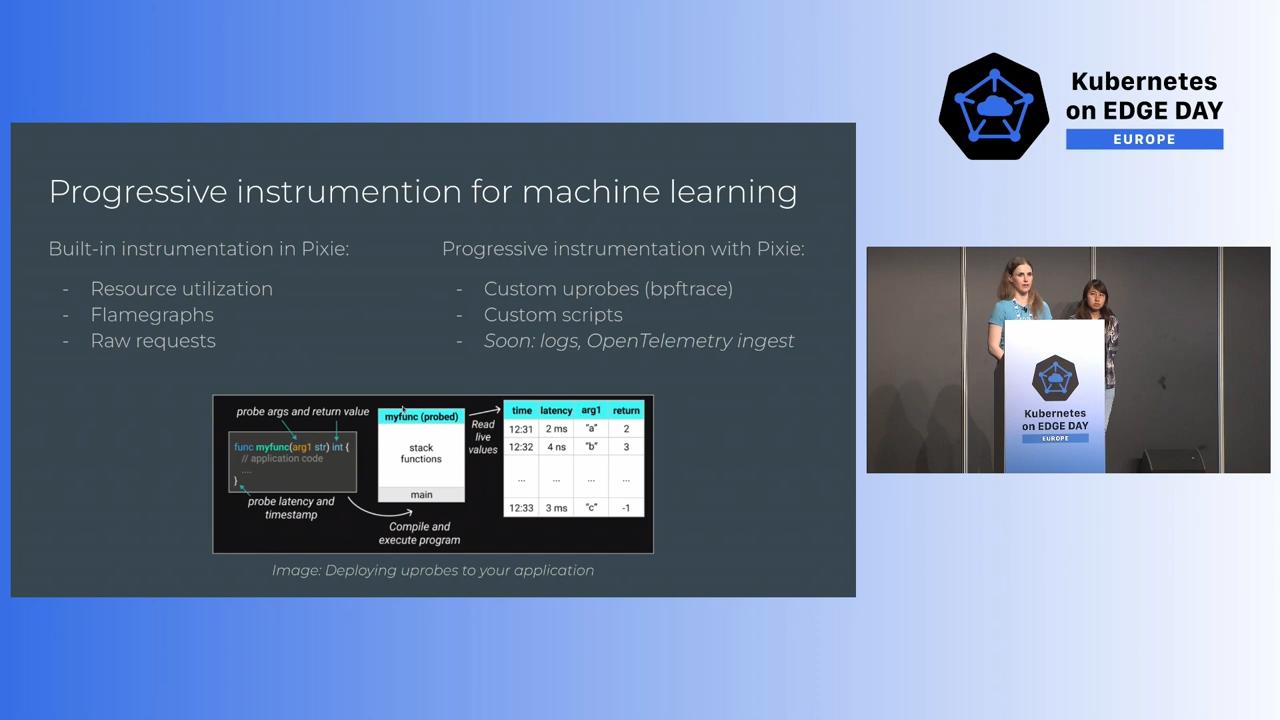 Kubernetes
on EDGE DAY
EUROPE
Progressive instrumention for machine learning
Built-in instrumentation in Pixie:
- Resource utilization
- Flamegraphs
- Raw requests
Progressive instrumentation with Pixie:
- Custom uprobes (bpftrace)
- Custom scripts
- Soon: logs, OpenTelemetry ingest
probe args and return value
func myfunc(arg1 str) int {
// application code
....
}
probe latency and
timestamp
myfunc (probed)
stack
functions
main
Compile and
execute program
Read
live
values
time latency arg1 return
12:31 2 ms "a" 2
12:32 4 ns "b" 3
... ... ... ...
12:33 3 ms "c" -1
Image: Deploying uprobes to your application
Kubernetes
on EDGE DAY
EUROPE